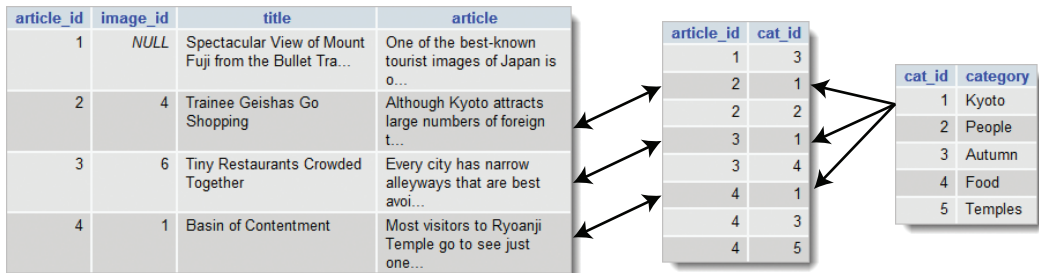 article_id image_id title article
1 NULL Spectacular View of Mount Fuji from the Bullet Tra... One of the best-known tourist images of Japan is o...
2 4 Trainee Geishas Go Shopping Although Kyoto attracts large numbers of foreign t...
3 6 Tiny Restaurants Crowded Together Every city has narrow alleyways that are best avoi...
4 1 Basin of Contentment Most visitors to Ryoanji Temple go to see just one...
article_id cat_id
1 3
2 1
2 2
3 1
3 4
4 1
4 3
4 5
cat_id category
1 Kyoto
2 People
3 Autumn
4 Food
5 Temples